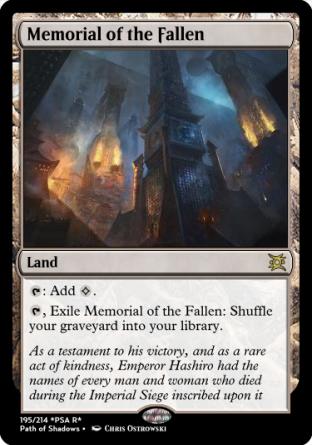 Memorial of the Fallen
Land
: Add .
, Exile Memorial of the Fallen: Shuffle
your graveyard into your library.
As a testament to his victory, and as a rare
act of kindness, Emperor Hashiro had the
names of every man and woman who died
during the Imperial Siege inscribed upon it
195/214 *PSA R*
Path of Shadows • Chris Ostrowski